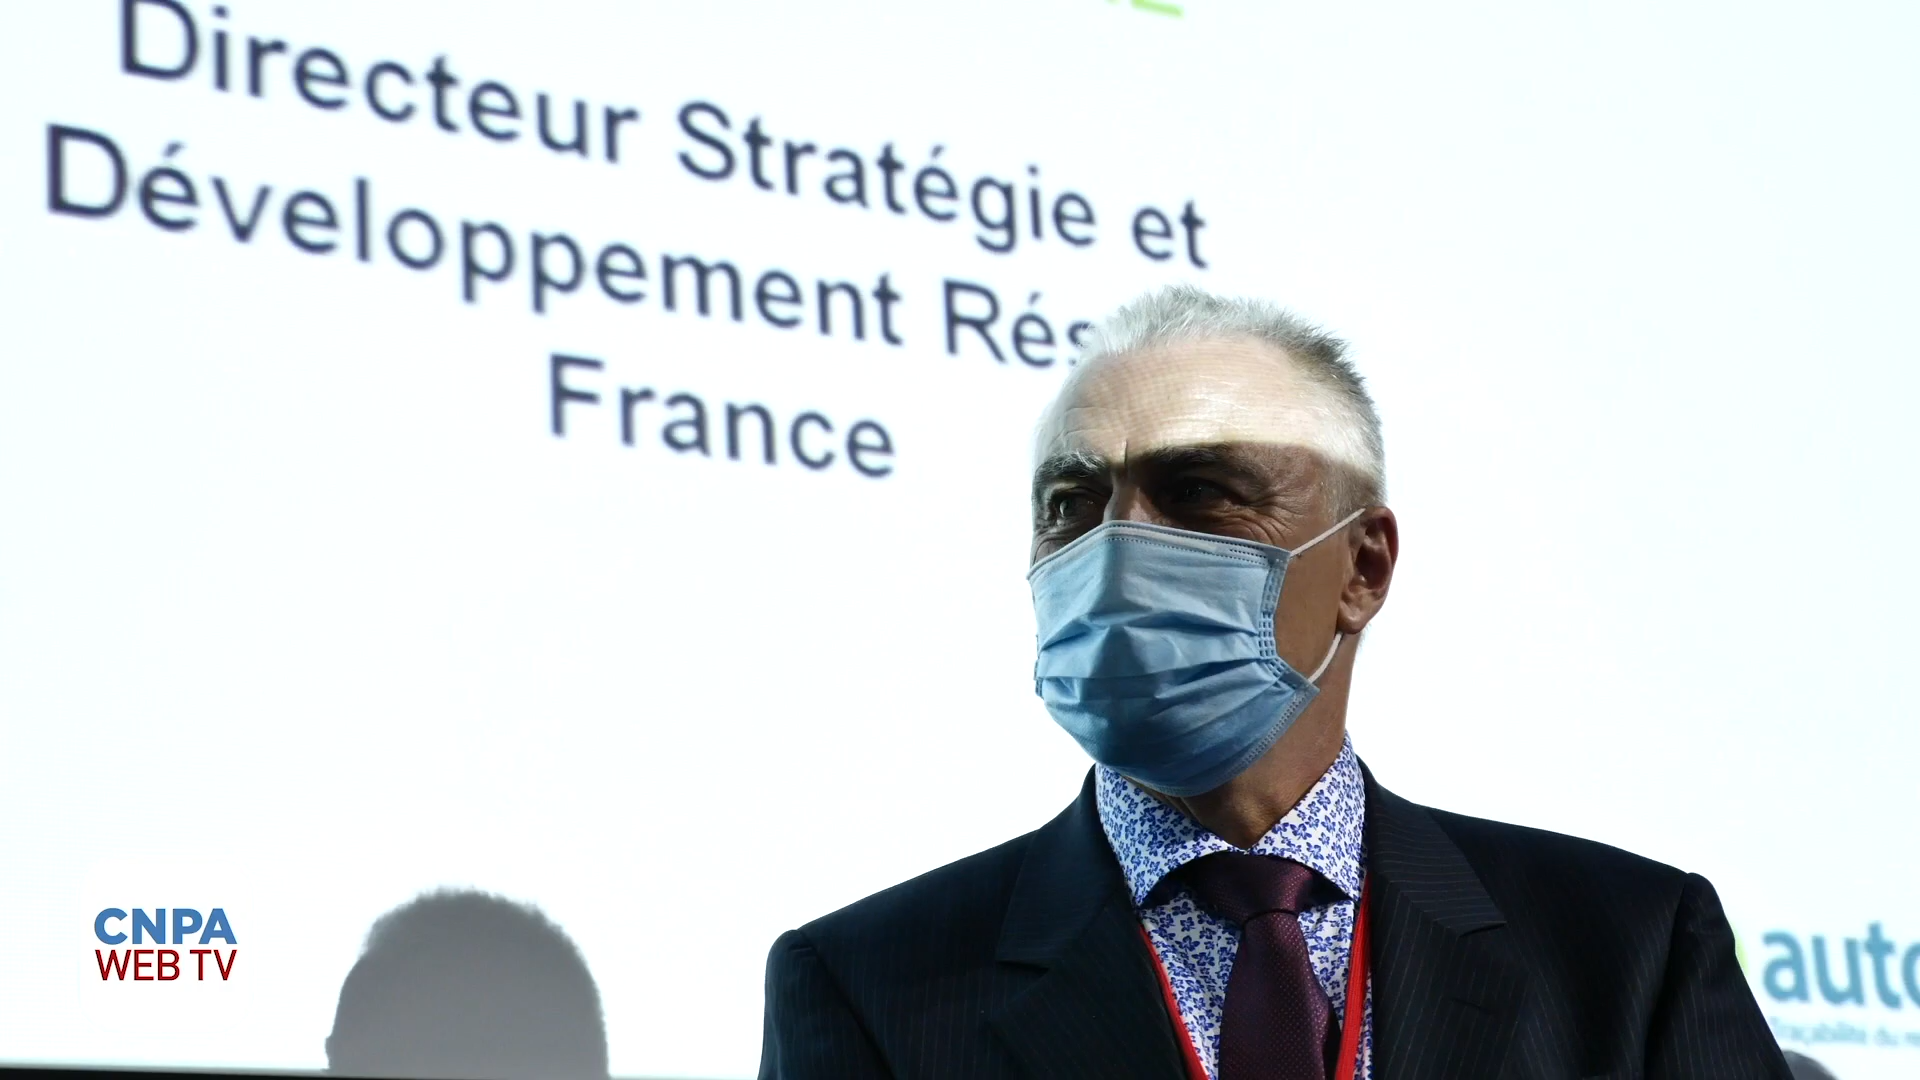 Directeur Stratégie et
Développement Rés
France
CNPA
WEB TV
auto